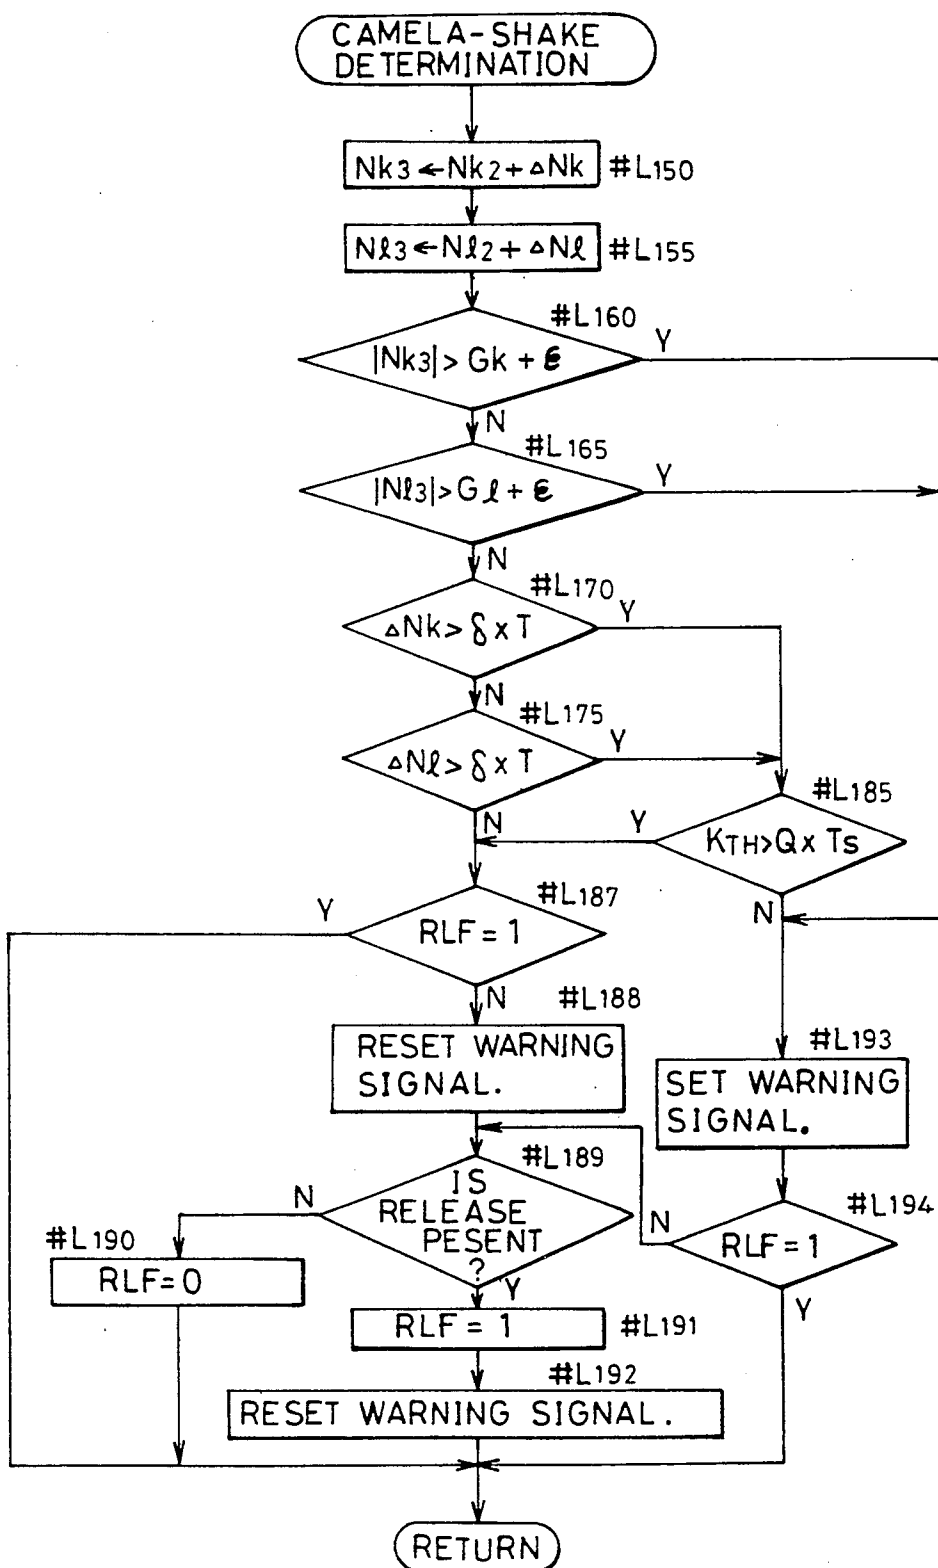 CAMELA-SHAKE
DETERMINATION
Nk3 ← Nk2 + ΔNk #L150
Nℓ3 ← Nℓ2 + ΔNℓ #L155
#L160
|Nk3| > Gk + ε
Y
N
#L165
|Nℓ3| > Gℓ + ε
Y
N
#L170
ΔNk > δ x T
Y
N
#L175
ΔNℓ > δ x T
Y
N
#L185
KTH > Q x Ts
Y
N
#L187
RLF = 1
Y
N
#L188
RESET WARNING
SIGNAL.
#L193
SET WARNING
SIGNAL.
#L189
IS
RELEASE
PESENT
?
N
Y
#L194
RLF = 1
N
Y
#L190
RLF=0
RLF = 1 #L191
#L192
RESET WARNING SIGNAL.
RETURN